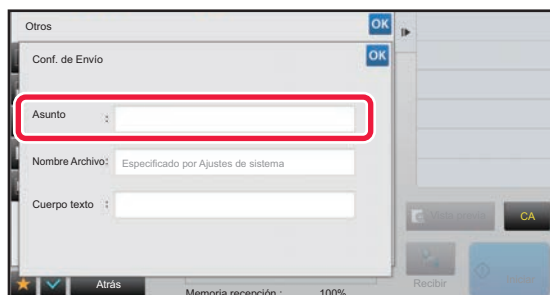 Otros
OK
Conf. de Envío
OK
Asunto :
Nombre Archivo: Especificado por Ajustes de sistema
Cuerpo texto :
CA
Atrás
Memoria recepción : 100%
Recibir